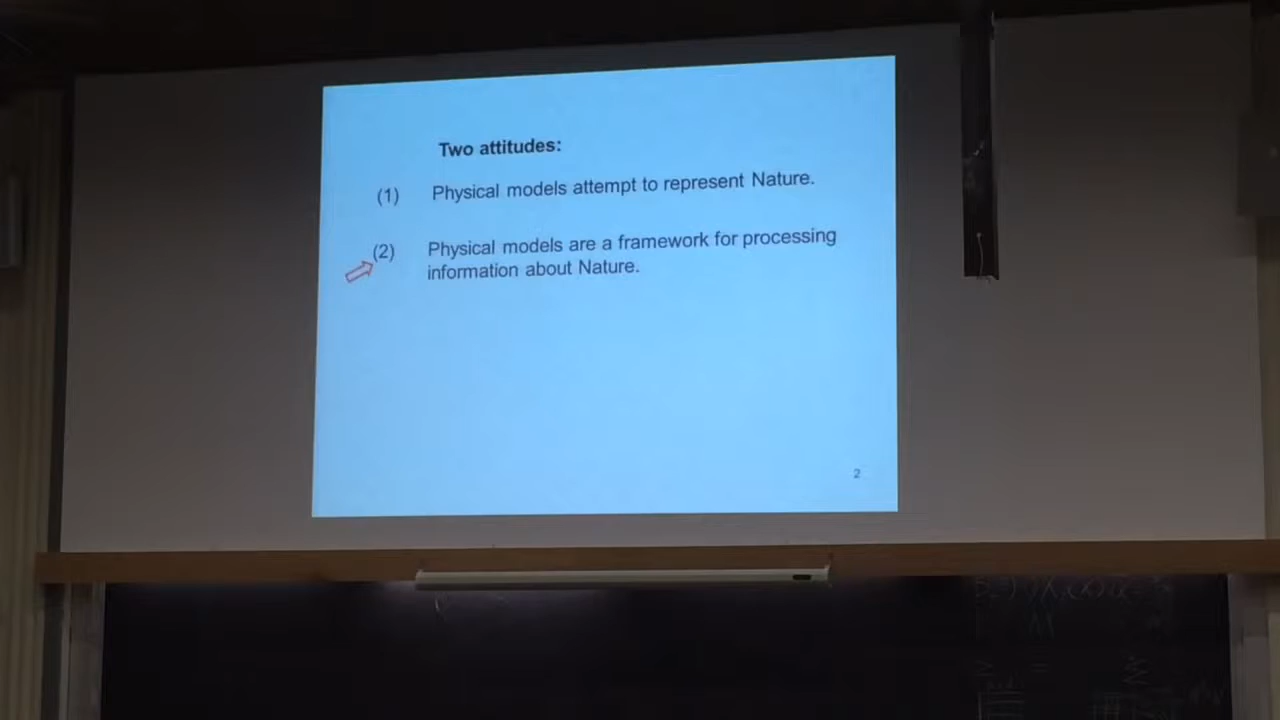 Two attitudes:
(1) Physical models attempt to represent Nature.
(2) Physical models are a framework for processing
information about Nature.
2